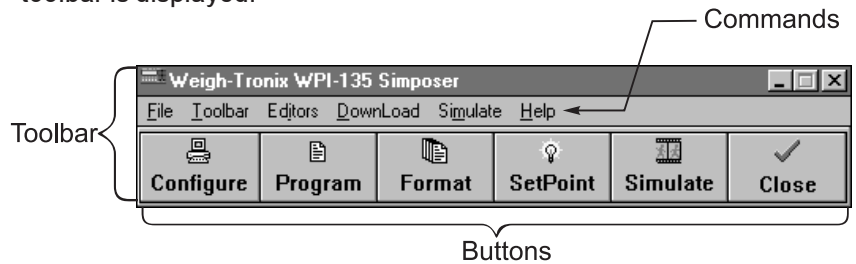 toolbar is displayed.
Commands
Weigh-Tronix WPI-135 Simposer
File Toolbar Editors DownLoad Simulate Help
Toolbar
Configure Program Format SetPoint Simulate Close
Buttons